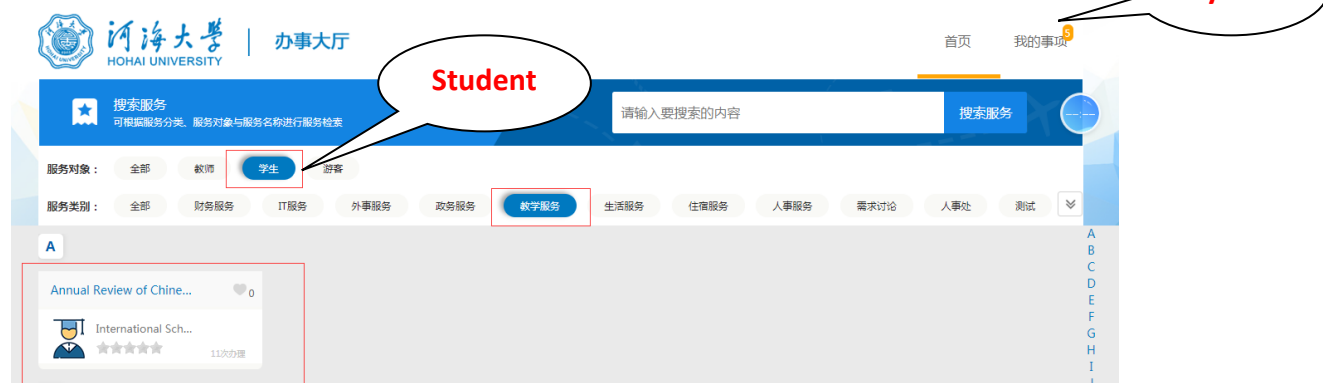 河海大學
HOHAI UNIVERSITY
办事大厅
首页
我的事项
5
Student
搜索服务
可根据服务分类、服务对象与服务名称进行服务检索
请输入要搜索的内容
搜索服务
--:--
服务对象：
全部
教师
学生
游客
服务类别：
全部
财务服务
IT服务
外事服务
政务服务
教学服务
生活服务
住宿服务
人事服务
需求讨论
人事处
测试
A
Annual Review of Chine...
0
International Sch...
11次办理
A
B
C
D
E
F
G
H
I